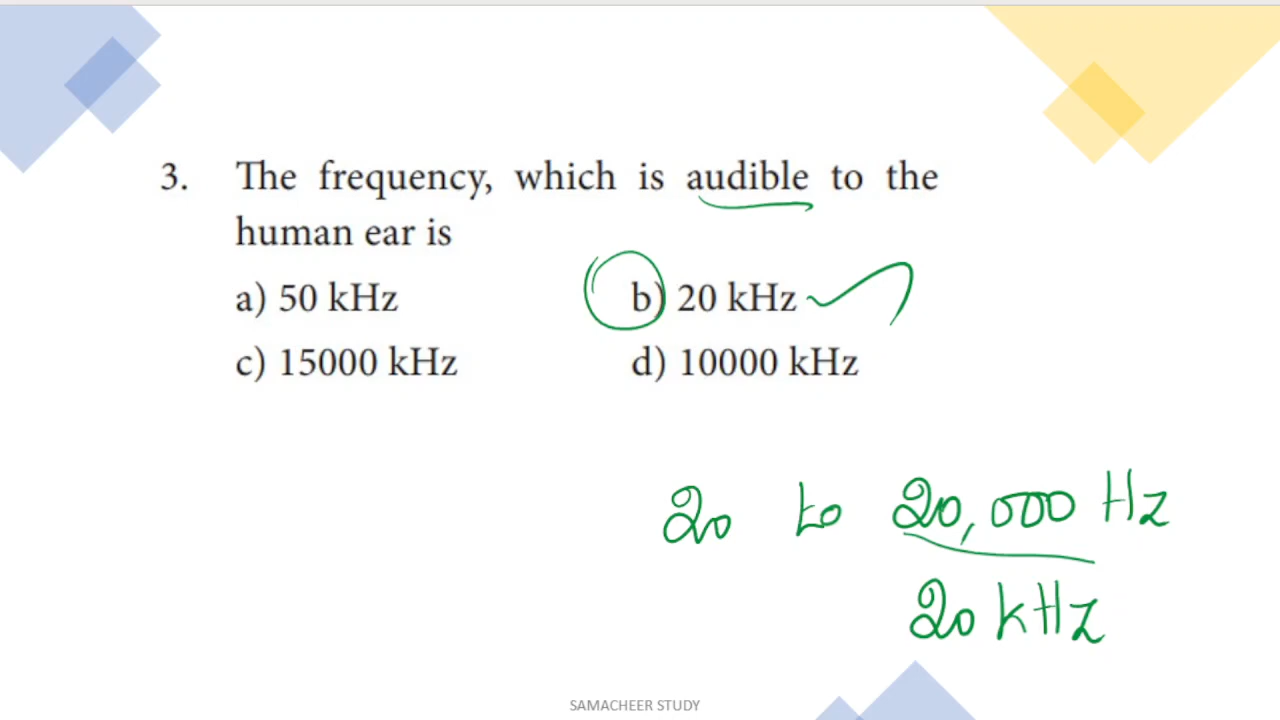 3. The frequency, which is audible to the
human ear is
a) 50 kHz b) 20 kHz
c) 15000 kHz d) 10000 kHz
20 to 20,000 Hz
20 kHz
SAMACHEER STUDY